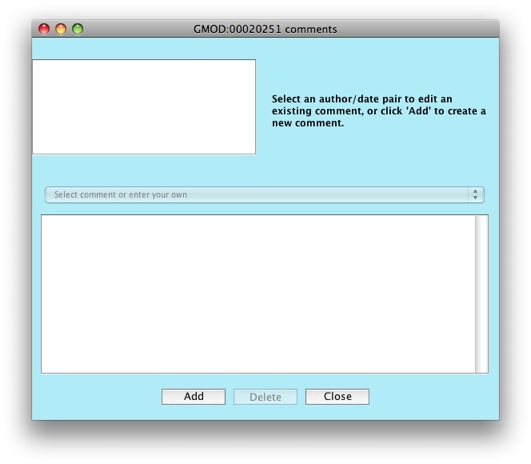 GMOD:00020251 comments
Select an author/date pair to edit an
existing comment, or click 'Add' to create a
new comment.
Select comment or enter your own
Add
Delete
Close